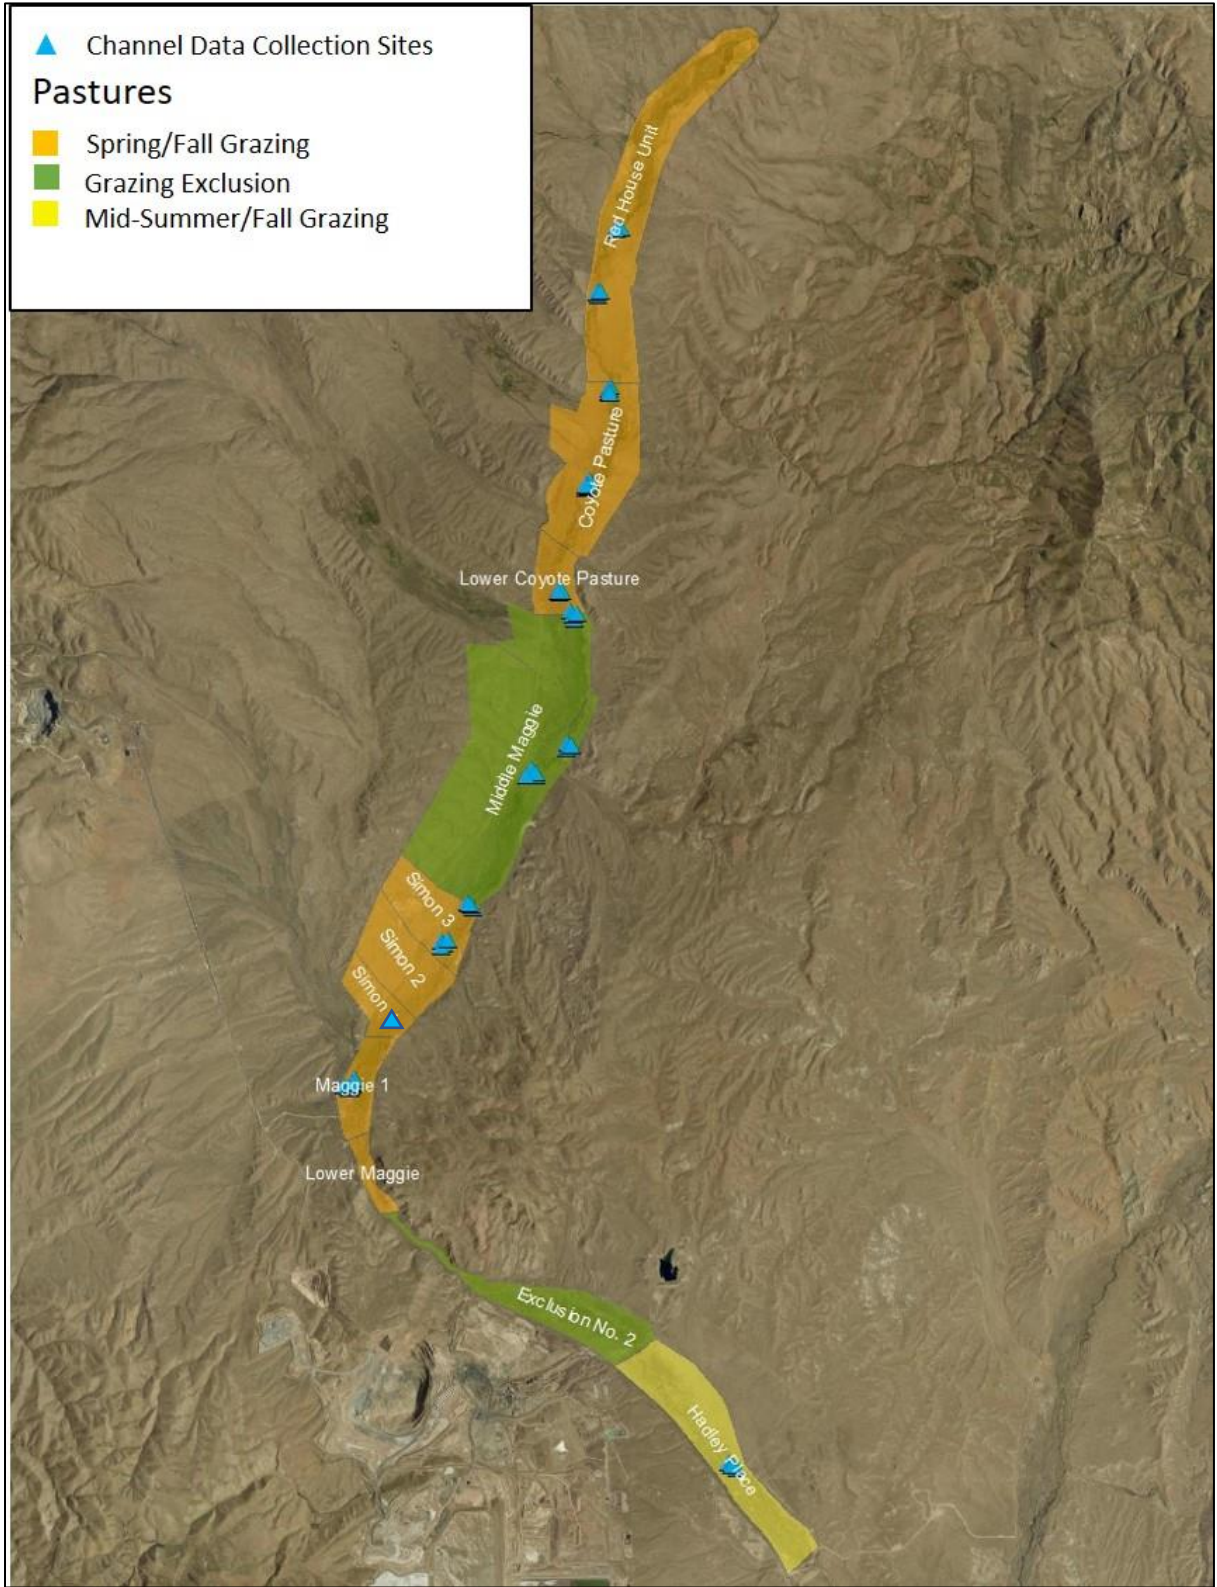 Channel Data Collection Sites
Pastures
Spring/Fall Grazing
Grazing Exclusion
Mid-Summer/Fall Grazing
Red House Unit
Coyote Pasture
Lower Coyote Pasture
Middle Maggie
Simon 3
Simon 2
Simon
Maggie 1
Lower Maggie
Exclusion No. 2
Hadley Place